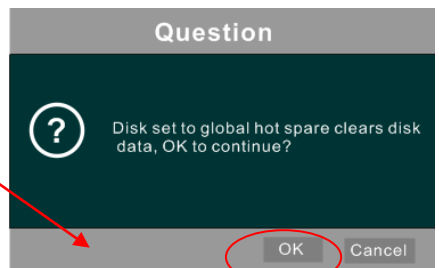 Question
?
Disk set to global hot spare clears disk
data, OK to continue?
OK Cancel